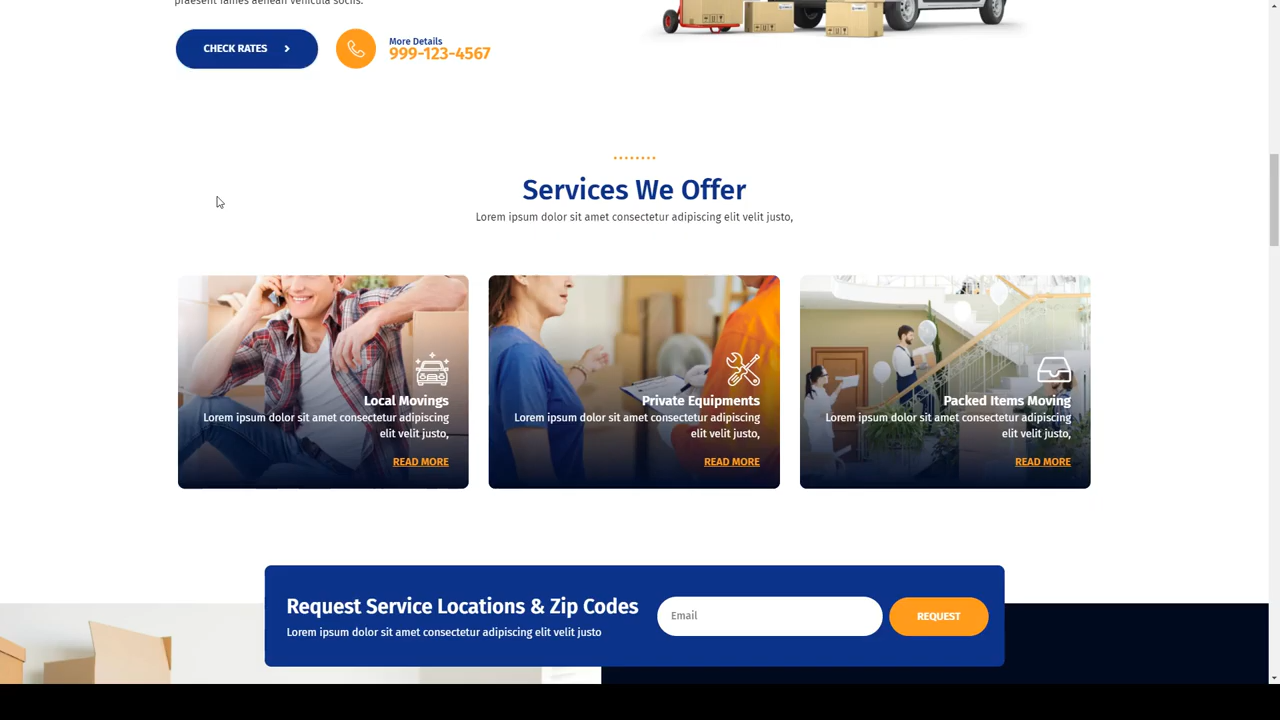 praesent fames aenean vehicula sociis.
CHECK RATES
More Details
999-123-4567
Services We Offer
Lorem ipsum dolor sit amet consectetur adipiscing elit velit justo,
Local Movings
Lorem ipsum dolor sit amet consectetur adipiscing
elit velit justo,
READ MORE
Private Equipments
Lorem ipsum dolor sit amet consectetur adipiscing
elit velit justo,
READ MORE
Packed Items Moving
Lorem ipsum dolor sit amet consectetur adipiscing
elit velit justo,
READ MORE
Request Service Locations & Zip Codes
Lorem ipsum dolor sit amet consectetur adipiscing elit velit justo
Email
REQUEST